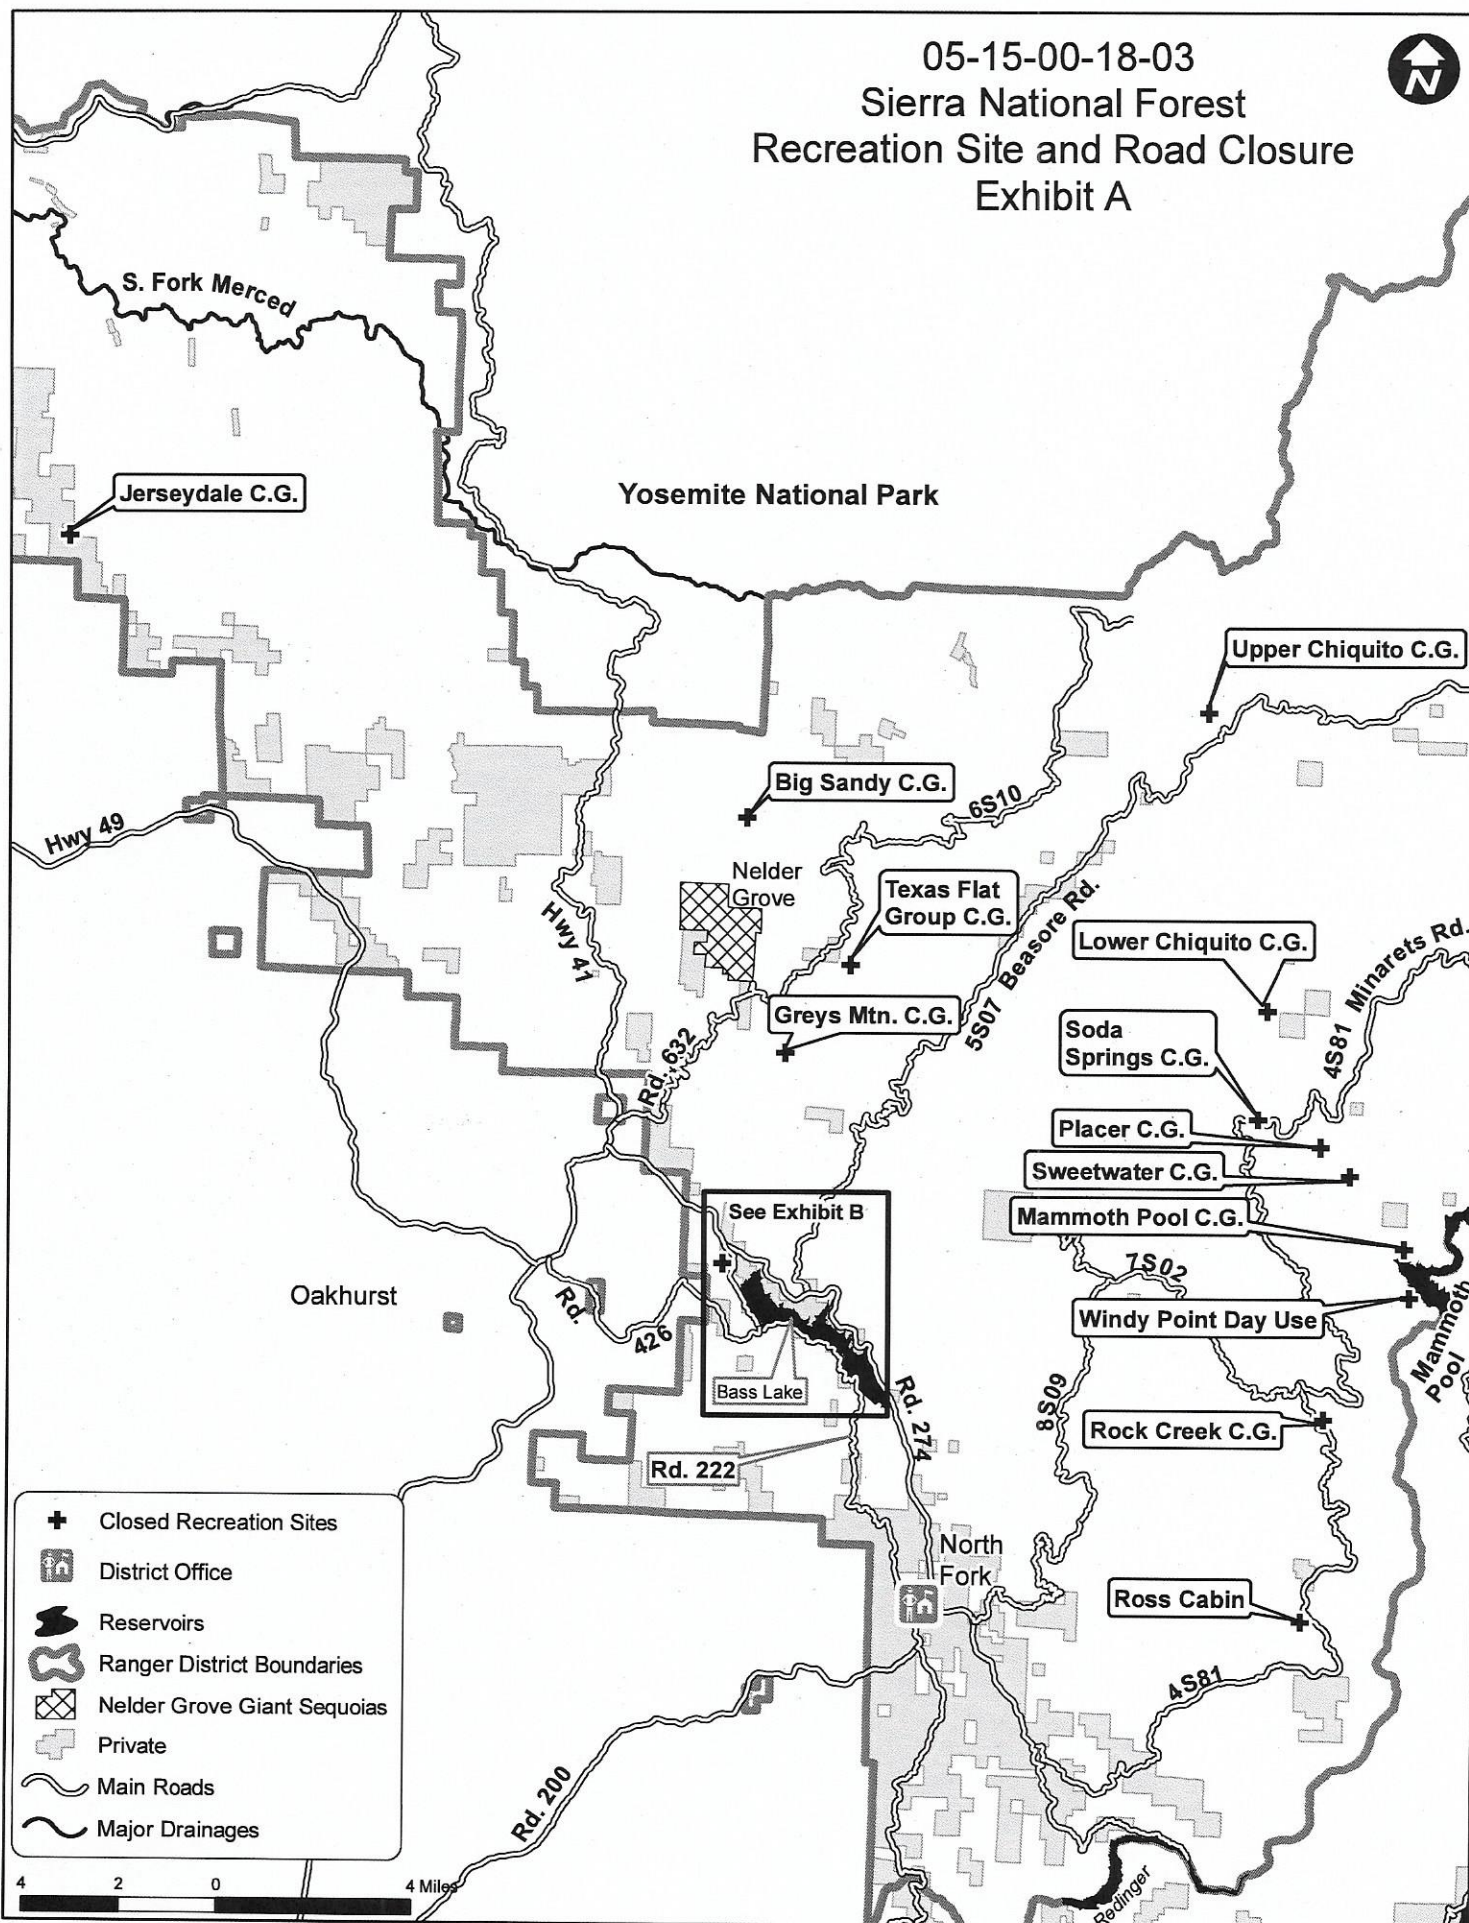 05-15-00-18-03
Sierra National Forest
Recreation Site and Road Closure
Exhibit A
N
S. Fork Merced
Jerseydale C.G.
Yosemite National Park
Upper Chiquito C.G.
Big Sandy C.G.
6S10
Hwy 49
Nelder
Grove
Texas Flat
Group C.G.
Hwy 41
5S07 Beasore Rd.
Lower Chiquito C.G.
4S81 Minarets Rd.
Greys Mtn. C.G.
Soda
Springs C.G.
Rd. 632
Placer C.G.
Sweetwater C.G.
See Exhibit B
Mammoth Pool C.G.
7S02
Oakhurst
Rd.
426
Windy Point Day Use
Mammoth
Pool
Bass Lake
Rd. 274
8S09
Rock Creek C.G.
Rd. 222
North
Fork
Ross Cabin
4S81
Rd. 200
Redinger
Closed Recreation Sites
District Office
Reservoirs
Ranger District Boundaries
Nelder Grove Giant Sequoias
Private
Main Roads
Major Drainages
4 2 0 4 Miles